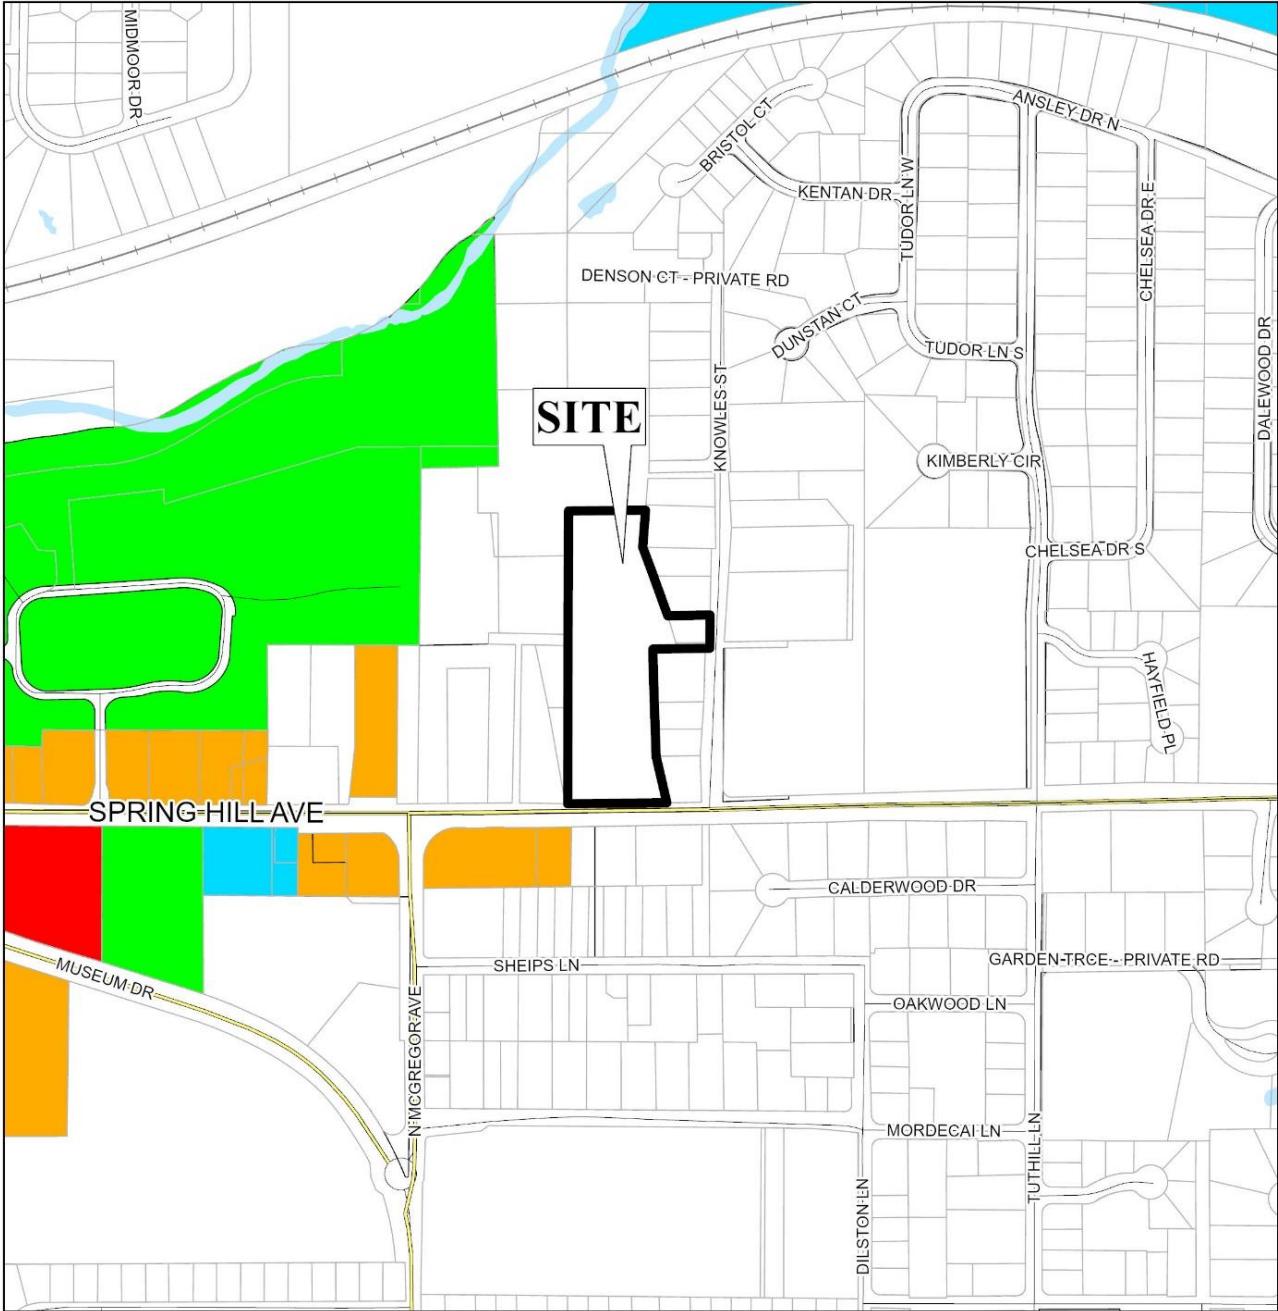 MIDMOOR DR
BRISTOL CT
ANSLEY DR N
KENTAN DR
TUDOR LN W
CHELSEA DR E
DENSON CT - PRIVATE RD
DUNSTAN CT
TUDOR LN S
DALEWOOD DR
SITE
KNOWLES ST
KIMBERLY CIR
CHELSEA DR S
HAYFIELD PL
SPRING HILL AVE
CALDERWOOD DR
MUSEUM DR
SHEIPS LN
GARDEN TRCE - PRIVATE RD
OAKWOOD LN
N MCGREGOR AVE
MORDECAI LN
TUTHILL LN
DILSTON LN